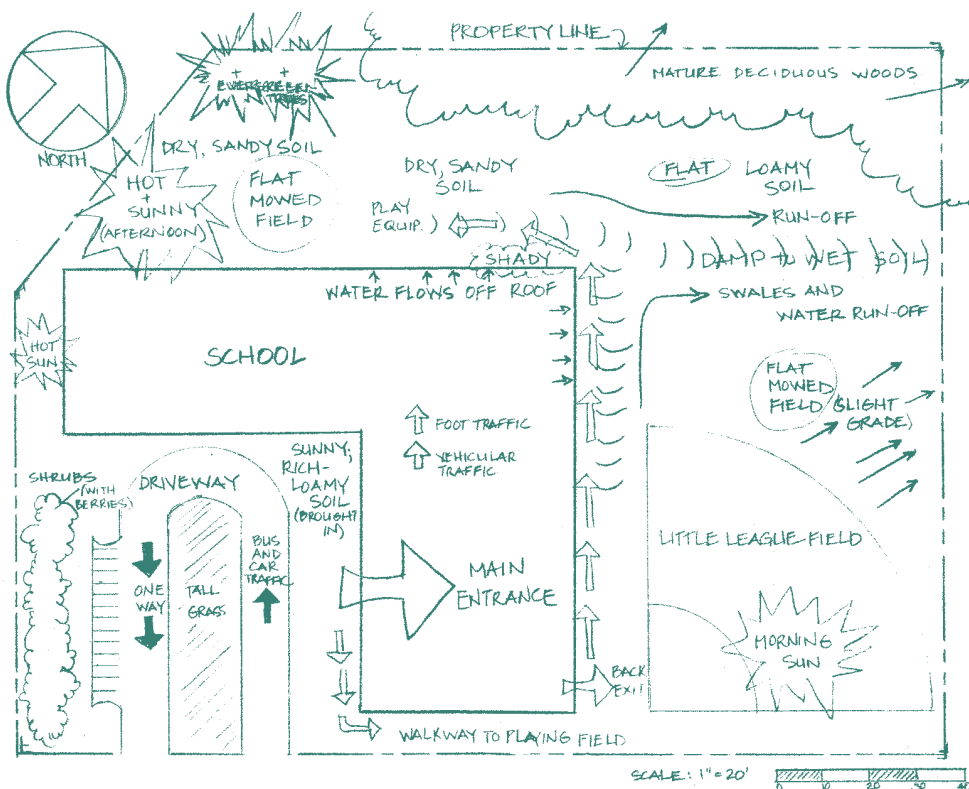 PROPERTY LINE
MATURE DECIDUOUS WOODS
EVERGREEN
TREES
NORTH
DRY, SANDY SOIL
HOT
+
SUNNY
(AFTERNOON)
FLAT
MOWED
FIELD
DRY, SANDY
SOIL
FLAT LOAMY
SOIL
PLAY
EQUIP.
RUN-OFF
SHADY
DAMP to WET SOIL
WATER FLOWS OFF ROOF
SWALES AND
WATER RUN-OFF
HOT
SUN
SCHOOL
FLAT
MOWED
FIELD (SLIGHT
GRADE)
FOOT TRAFFIC
VEHICULAR
TRAFFIC
SHRUBS
(WITH
BERRIES)
DRIVEWAY
SUNNY;
RICH-
LOAMY
SOIL
(BROUGHT
IN)
ONE
WAY
TALL
GRASS
BUS
AND
CAR
TRAFFIC
MAIN
ENTRANCE
LITTLE LEAGUE FIELD
MORNING
SUN
BACK
EXIT
WALKWAY TO PLAYING FIELD
SCALE: 1" = 20'
0 10 20 30 40